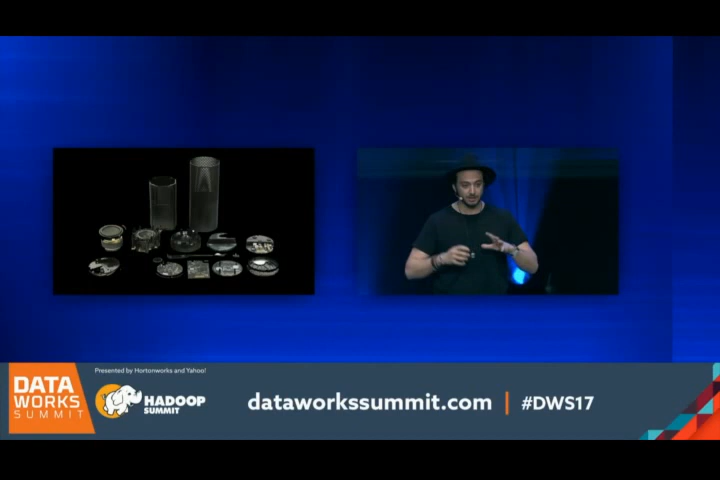 Presented by Hortonworks and Yahoo!
DATA
WORKS
SUMMIT
HADOOP
SUMMIT
dataworkssummit.com | #DWS17